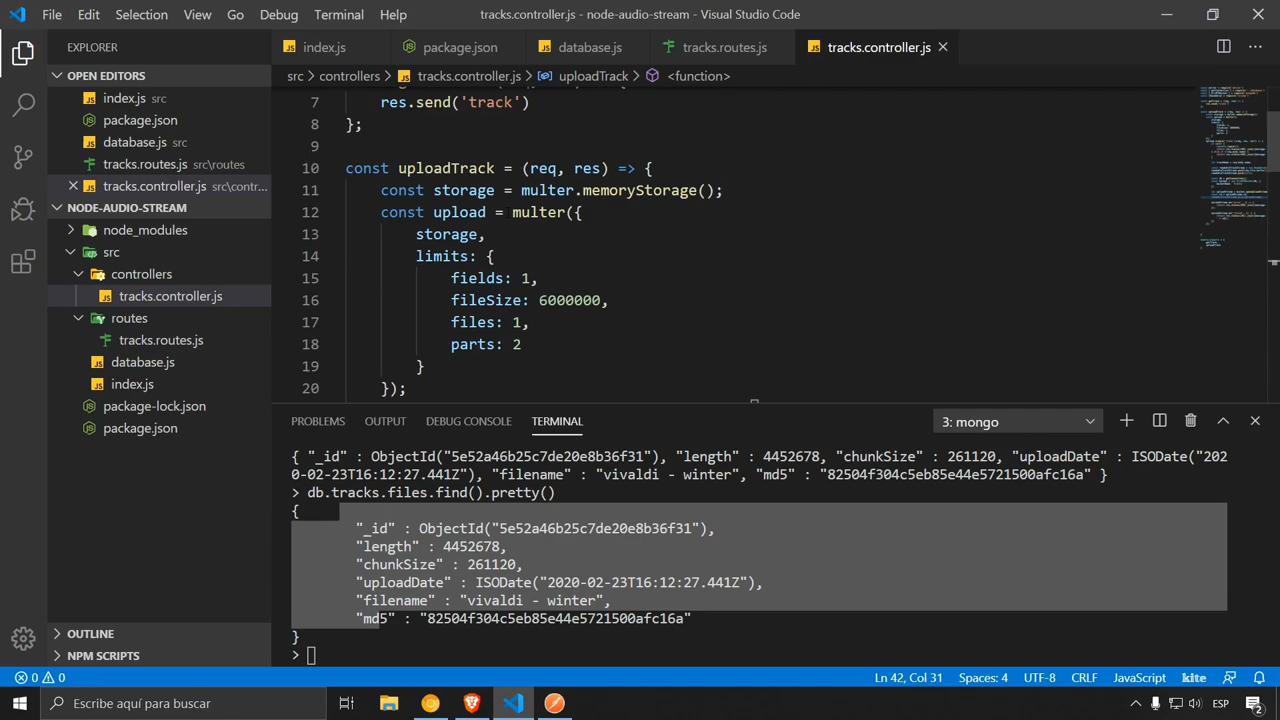 File Edit Selection View Go Debug Terminal Help
tracks.controller.js - node-audio-stream - Visual Studio Code
EXPLORER
OPEN EDITORS
index.js src
package.json
database.js src
tracks.routes.js src\routes
tracks.controller.js src\contr...
NODE-AUDIO-STREAM
node_modules
src
controllers
tracks.controller.js
routes
tracks.routes.js
database.js
index.js
package-lock.json
package.json
OUTLINE
NPM SCRIPTS
index.js package.json database.js tracks.routes.js tracks.controller.js
src > controllers > tracks.controller.js > uploadTrack > <function>
7 res.send('track')
8 };
9
10 const uploadTrack = (req, res) => {
11 const storage = multer.memoryStorage();
12 const upload = multer({
13 storage,
14 limits: {
15 fields: 1,
16 fileSize: 6000000,
17 files: 1,
18 parts: 2
19 }
20 });
PROBLEMS OUTPUT DEBUG CONSOLE TERMINAL 3: mongo
{ "_id" : ObjectId("5e52a46b25c7de20e8b36f31"), "length" : 4452678, "chunkSize" : 261120, "uploadDate" : ISODate("202
0-02-23T16:12:27.441Z"), "filename" : "vivaldi - winter", "md5" : "82504f304c5eb85e44e5721500afc16a" }
> db.tracks.files.find().pretty()
{
"_id" : ObjectId("5e52a46b25c7de20e8b36f31"),
"length" : 4452678,
"chunkSize" : 261120,
"uploadDate" : ISODate("2020-02-23T16:12:27.441Z"),
"filename" : "vivaldi - winter",
"md5" : "82504f304c5eb85e44e5721500afc16a"
}
>
0 0 Ln 42, Col 31 Spaces: 4 UTF-8 CRLF JavaScript kite
Escribe aquí para buscar ESP 2